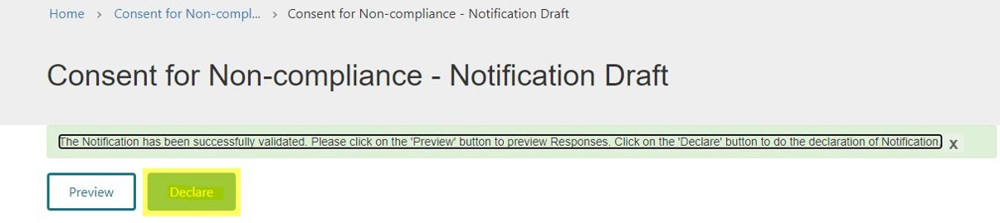 Home > Consent for Non-compl... > Consent for Non-compliance - Notification Draft
Consent for Non-compliance - Notification Draft
The Notification has been successfully validated. Please click on the 'Preview' button to preview Responses. Click on the 'Declare' button to do the declaration of Notification. x
Preview Declare